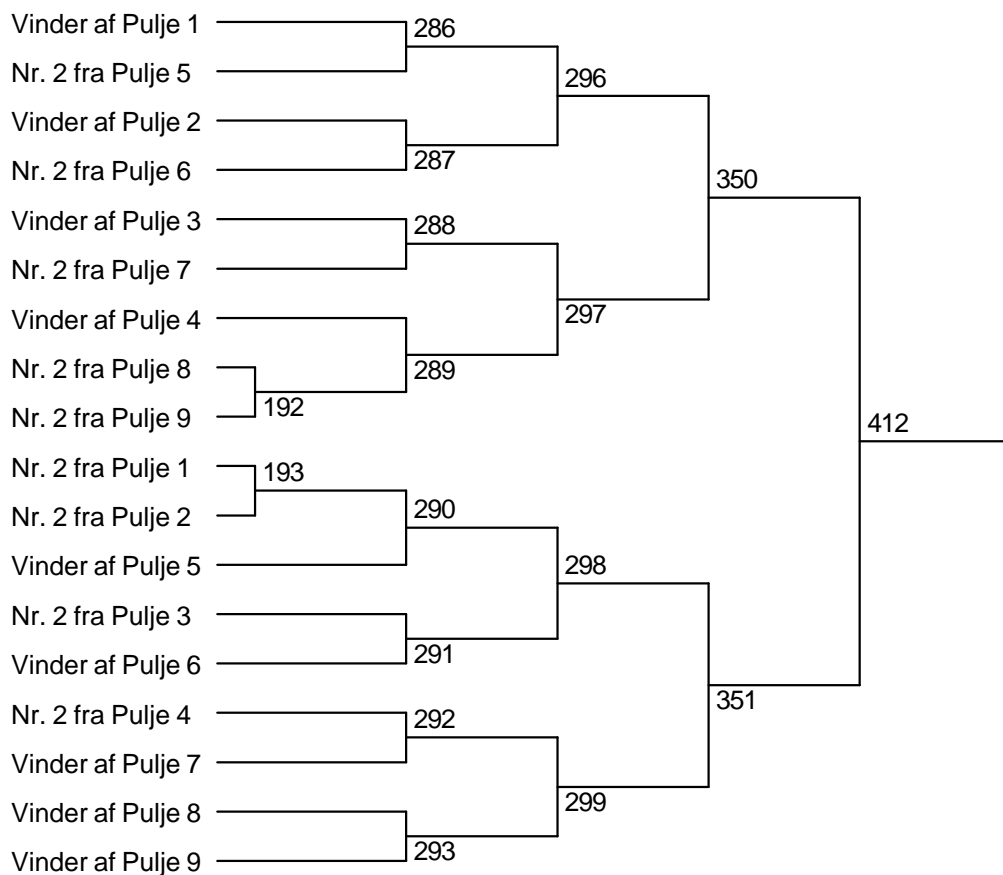 Vinder af Pulje 1
286
Nr. 2 fra Pulje 5
296
Vinder af Pulje 2
287
Nr. 2 fra Pulje 6
350
Vinder af Pulje 3
288
Nr. 2 fra Pulje 7
297
Vinder af Pulje 4
289
Nr. 2 fra Pulje 8
192
Nr. 2 fra Pulje 9
412
Nr. 2 fra Pulje 1
193
Nr. 2 fra Pulje 2
290
Vinder af Pulje 5
298
Nr. 2 fra Pulje 3
291
Vinder af Pulje 6
351
Nr. 2 fra Pulje 4
292
Vinder af Pulje 7
299
Vinder af Pulje 8
293
Vinder af Pulje 9